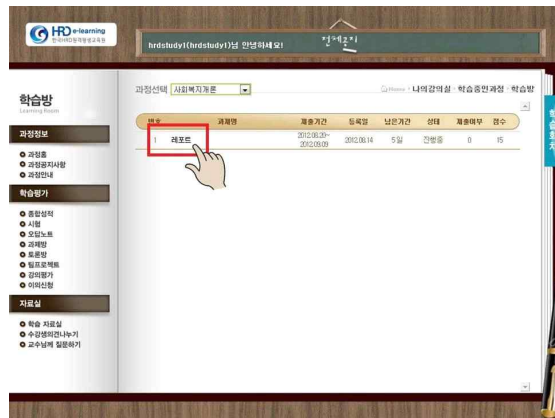 HRD e-learning
한국HRD원격평생교육원
hrdstudy1(hrdstudy1)님 안녕하세요!
학습방
Learning Room
과정선택 사회복지개론
Home · 나의강의실 · 학습중인과정 · 학습방
번호 과제명 제출기간 등록일 남은기간 상태 제출여부 점수
1 레포트 2012.08.20~ 2012.08.14 5일 진행중 0 15
2012.09.09
과정정보
과정홈
과정공지사항
과정안내
학습평가
종합성적
시험
오답노트
과제방
토론방
팀프로젝트
강의평가
이의신청
자료실
학습 자료실
수강생의견나누기
교수님께 질문하기